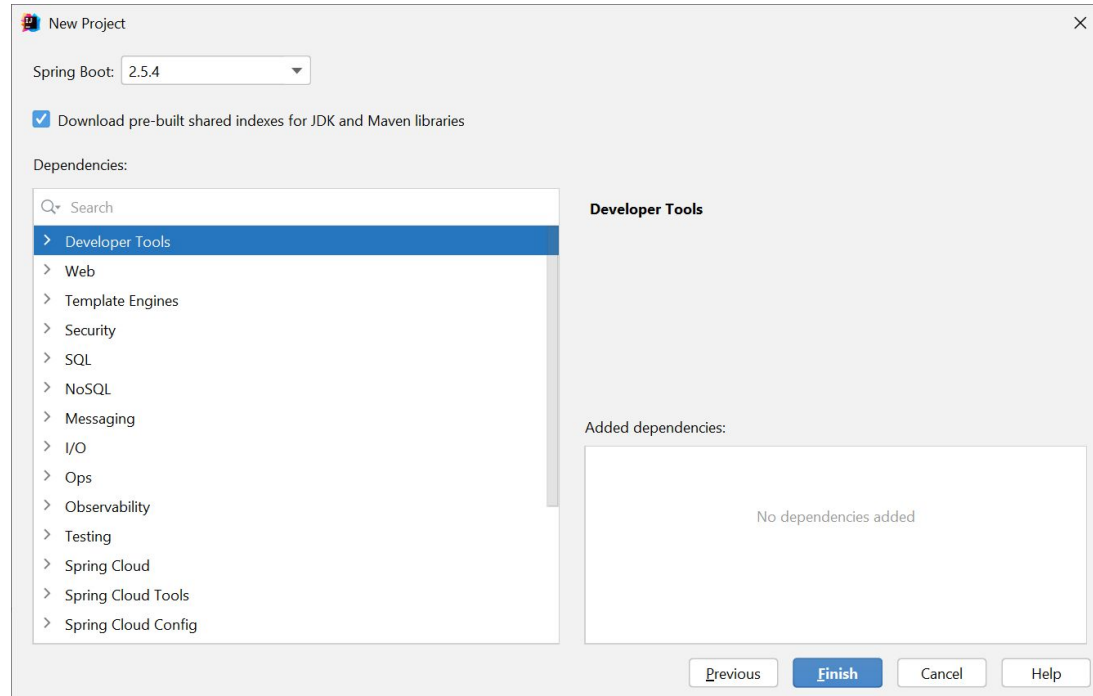 New Project
Spring Boot: 2.5.4
Download pre-built shared indexes for JDK and Maven libraries
Dependencies:
Search
Developer Tools
Developer Tools
Web
Template Engines
Security
SQL
NoSQL
Messaging
Added dependencies:
I/O
Ops
Observability
No dependencies added
Testing
Spring Cloud
Spring Cloud Tools
Spring Cloud Config
Previous Finish Cancel Help